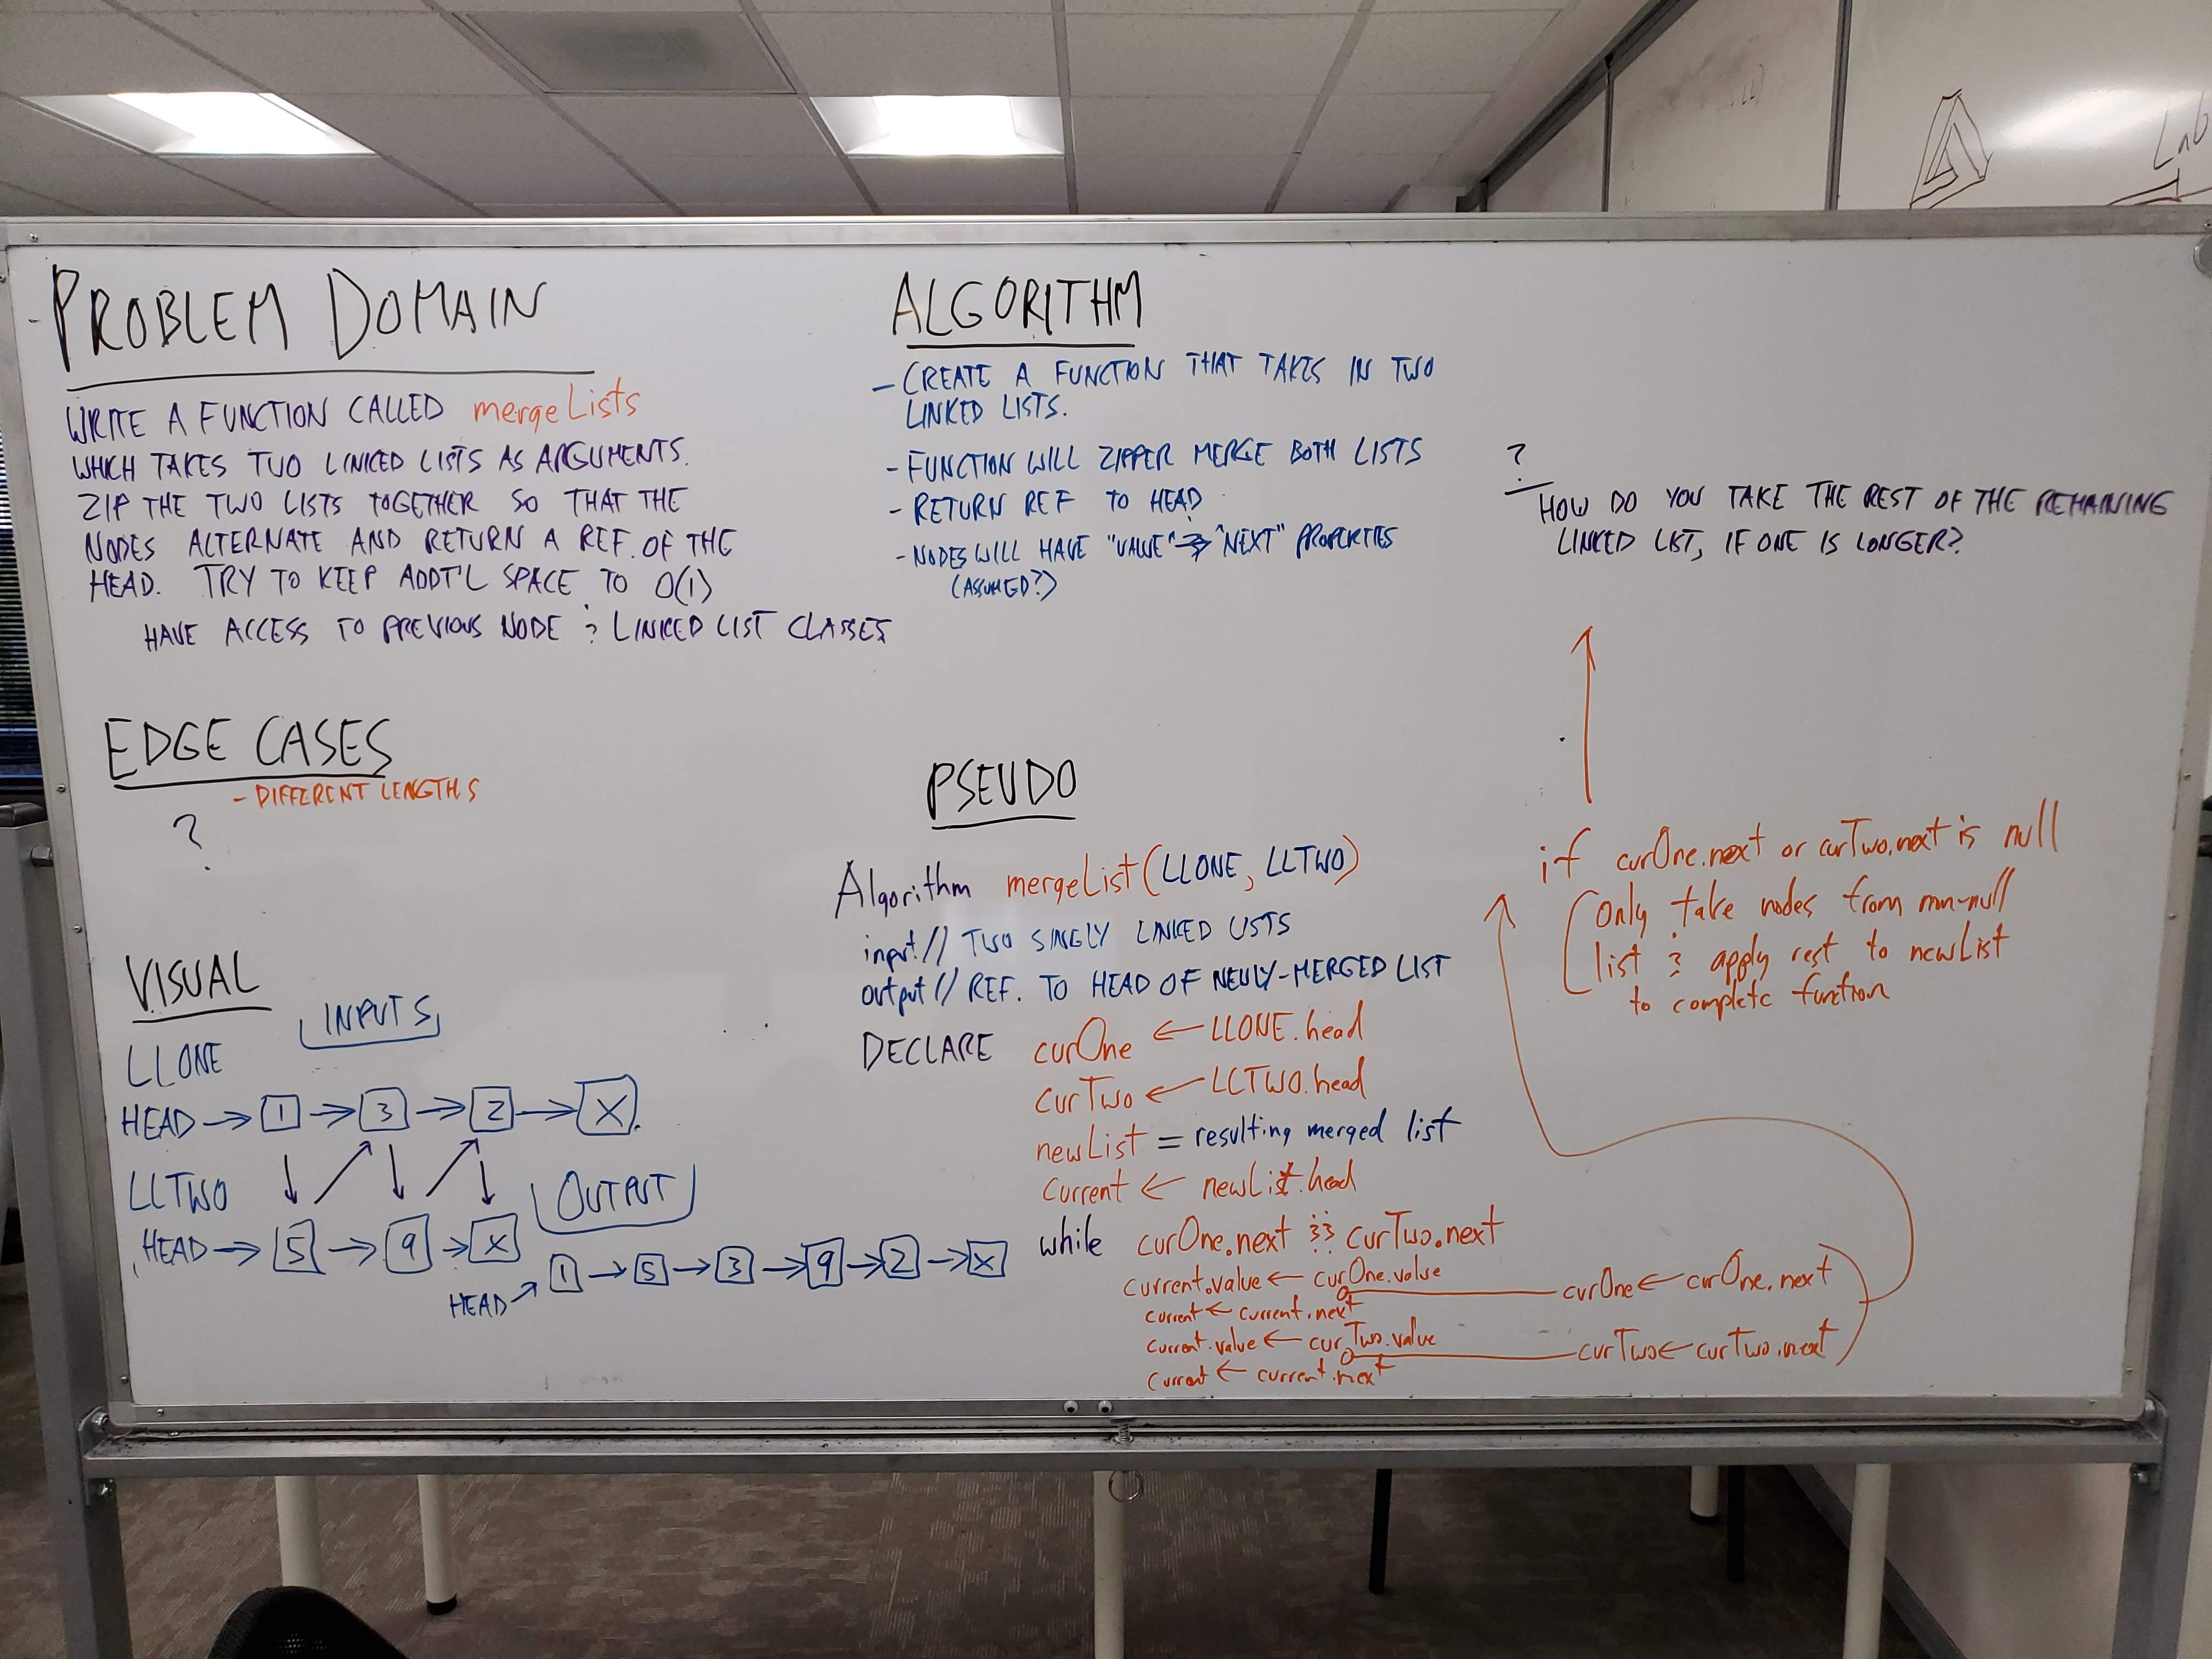 - PROBLEM DOMAIN
WRITE A FUNCTION CALLED mergeLists
WHICH TAKES TWO LINKED LISTS AS ARGUMENTS.
ZIP THE TWO LISTS TOGETHER SO THAT THE
NODES ALTERNATE AND RETURN A REF. OF THE
HEAD. TRY TO KEEP ADDT'L SPACE TO O(1)
HAVE ACCESS TO PREVIOUS NODE & LINKED LIST CLASSES
EDGE CASES
- DIFFERENT LENGTHS
?
VISUAL
INPUTS
LLONE
HEAD → 1 → 3 → 2 → X
LLTWO
HEAD → 5 → 9 → X
OUTPUT
HEAD → 1 → 5 → 3 → 9 → 2 → X
ALGORITHM
- CREATE A FUNCTION THAT TAKES IN TWO
LINKED LISTS.
- FUNCTION WILL ZIPPER MERGE BOTH LISTS
- RETURN REF TO HEAD
- NODES WILL HAVE "VALUE" & "NEXT" PROPERTIES
(ASSUMED?)
PSEUDO
Algorithm mergeList(LLONE, LLTWO)
input // TWO SINGLY LINKED LISTS
output // REF. TO HEAD OF NEWLY-MERGED LIST
DECLARE curOne ← LLONE.head
curTwo ← LLTWO.head
newList = resulting merged list
Current ← newList.head
while curOne.next && curTwo.next
current.value ← curOne.value
current ← current.next
current.value ← curTwo.value
current ← current.next
curOne ← curOne.next
curTwo ← curTwo.next
?
HOW DO YOU TAKE THE REST OF THE REMAINING
LINKED LIST, IF ONE IS LONGER?
if curOne.next or curTwo.next is null
Only take nodes from non-null
list & apply rest to newList
to complete function
Lab